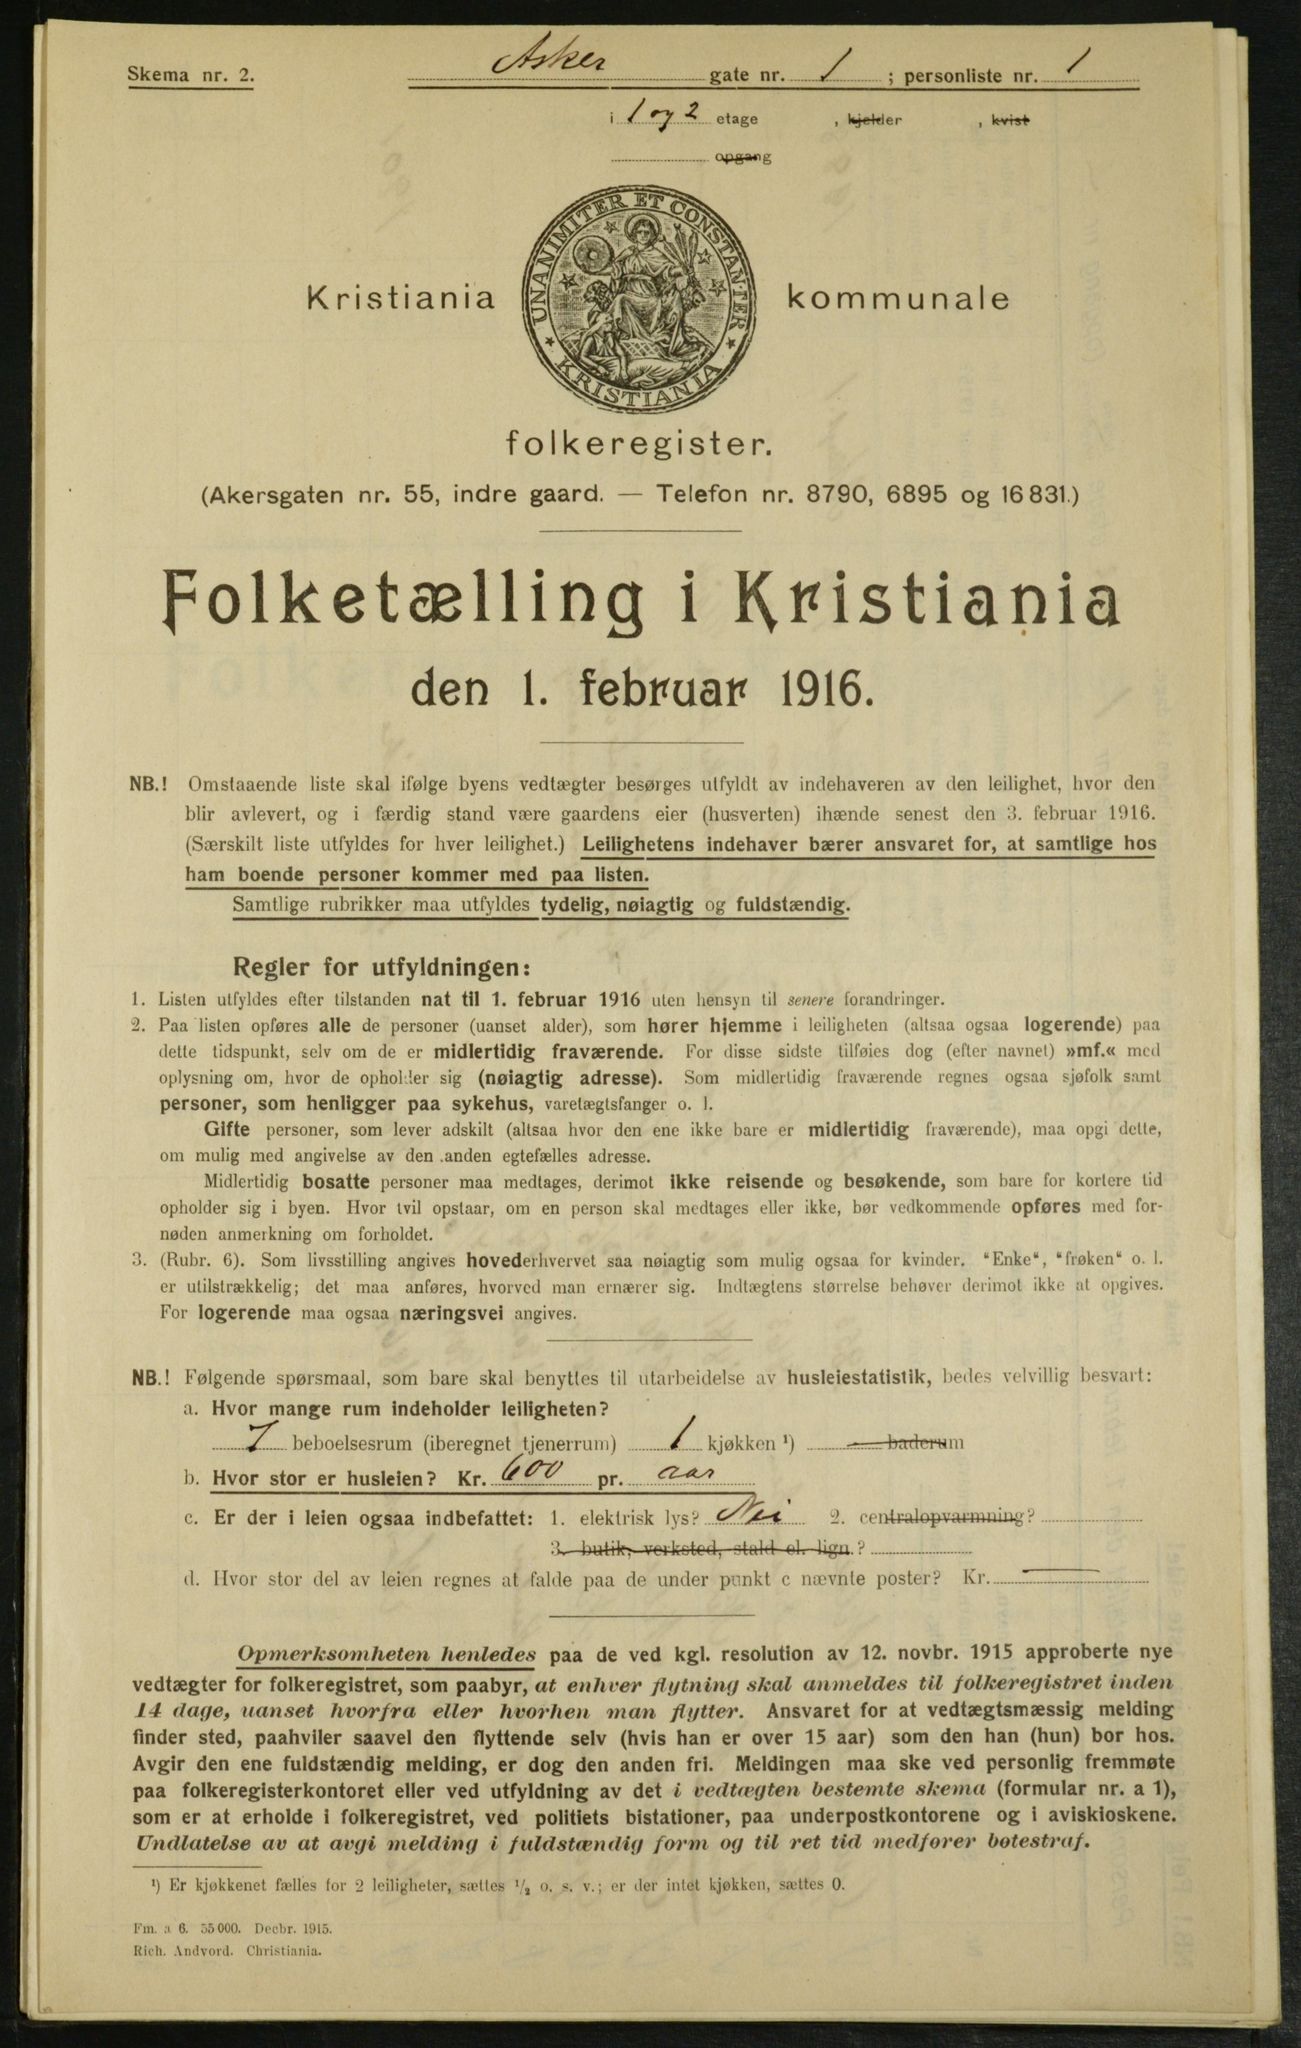 Skema nr. 2.
Asker gate nr. 1 ; personliste nr. 1
i 1 og 2 etage , kjelder , kvist
opgang
UNANIMITER ET CONSTANTER
KRISTIANIA
Kristiania kommunale
folkeregister.
(Akersgaten nr. 55, indre gaard. — Telefon nr. 8790, 6895 og 16 831.)
Folketælling i Kristiania
den 1. februar 1916.
NB.! Omstaaende liste skal ifølge byens vedtægter besørges utfyldt av indehaveren av den leilighet, hvor den
blir avlevert, og i færdig stand være gaardens eier (husverten) ihænde senest den 3. februar 1916.
(Særskilt liste utfyldes for hver leilighet.) Leilighetens indehaver bærer ansvaret for, at samtlige hos
ham boende personer kommer med paa listen.
Samtlige rubrikker maa utfyldes tydelig, nøiagtig og fuldstændig.
Regler for utfyldningen:
1. Listen utfyldes efter tilstanden nat til 1. februar 1916 uten hensyn til senere forandringer.
2. Paa listen opføres alle de personer (uanset alder), som hører hjemme i leiligheten (altsaa ogsaa logerende) paa
dette tidspunkt, selv om de er midlertidig fraværende. For disse sidste tilføies dog (efter navnet) »mf.« med
oplysning om, hvor de opholder sig (nøiagtig adresse). Som midlertidig fraværende regnes ogsaa sjøfolk samt
personer, som henligger paa sykehus, varetægtsfanger o. l.
Gifte personer, som lever adskilt (altsaa hvor den ene ikke bare er midlertidig fraværende), maa opgi dette,
om mulig med angivelse av den anden egtefælles adresse.
Midlertidig bosatte personer maa medtages, derimot ikke reisende og besøkende, som bare for kortere tid
opholder sig i byen. Hvor tvil opstaar, om en person skal medtages eller ikke, bør vedkommende opføres med for-
nøden anmerkning om forholdet.
3. (Rubr. 6). Som livsstilling angives hovederhvervet saa nøiagtig som mulig ogsaa for kvinder. "Enke", "frøken" o. l.
er utilstrækkelig; det maa anføres, hvorved man ernærer sig. Indtægtens størrelse behøver derimot ikke at opgives.
For logerende maa ogsaa næringsvei angives.
NB.! Følgende spørsmaal, som bare skal benyttes til utarbeidelse av husleiestatistik, bedes velvillig besvart:
a. Hvor mange rum indeholder leiligheten?
7 beboelsesrum (iberegnet tjenerrum) 1 kjøkken ¹) baderum
b. Hvor stor er husleien? Kr. 600 pr. aar
c. Er der i leien ogsaa indbefattet: 1. elektrisk lys? Nei 2. centralopvarmning?
3. butik, verksted, stald el. lign.?
d. Hvor stor del av leien regnes at falde paa de under punkt c nævnte poster? Kr.
Opmerksomheten henledes paa de ved kgl. resolution av 12. novbr. 1915 approberte nye
vedtægter for folkeregistret, som paabyr, at enhver flytning skal anmeldes til folkeregistret inden
14 dage, uanset hvorfra eller hvorhen man flytter. Ansvaret for at vedtægtsmæssig melding
finder sted, paahviler saavel den flyttende selv (hvis han er over 15 aar) som den han (hun) bor hos.
Avgir den ene fuldstændig melding, er dog den anden fri. Meldingen maa ske ved personlig fremmøte
paa folkeregisterkontoret eller ved utfyldning av det i vedtægten bestemte skema (formular nr. a 1),
som er at erholde i folkeregistret, ved politiets bistationer, paa underpostkontorene og i aviskioskene.
Undlatelse av at avgi melding i fuldstændig form og til ret tid medfører bøtestraf.
¹) Er kjøkkenet fælles for 2 leiligheter, sættes ½ o. s. v.; er der intet kjøkken, sættes 0.
Fm. a 6. 55 000. Decbr. 1915.
Rich. Andvord. Christiania.